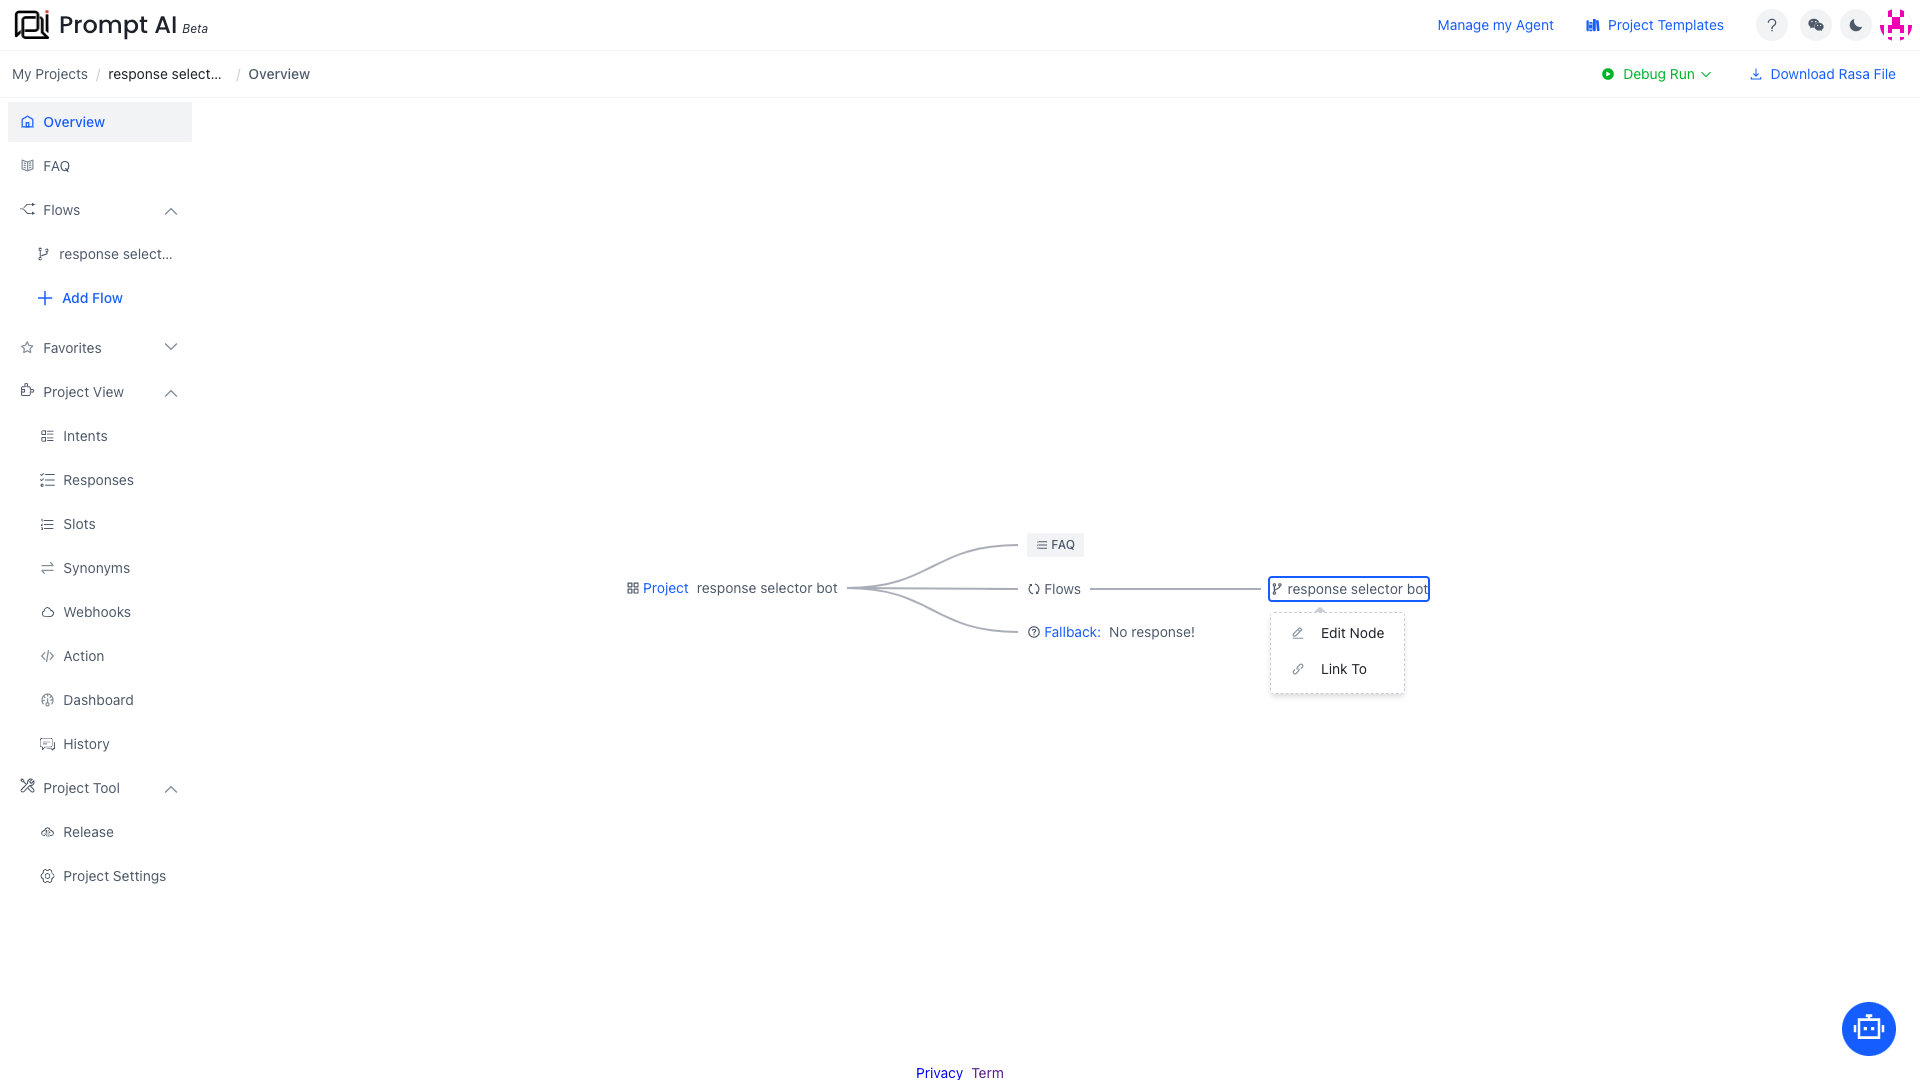 Prompt AI Beta
Manage my Agent
Project Templates
My Projects / response select... / Overview
Debug Run
Download Rasa File
Overview
FAQ
Flows
response select...
Add Flow
Favorites
Project View
Intents
Responses
Slots
Synonyms
Webhooks
Action
Dashboard
History
Project Tool
Release
Project Settings
Project response selector bot
FAQ
Flows
Fallback: No response!
response selector bot
Edit Node
Link To
Privacy Term